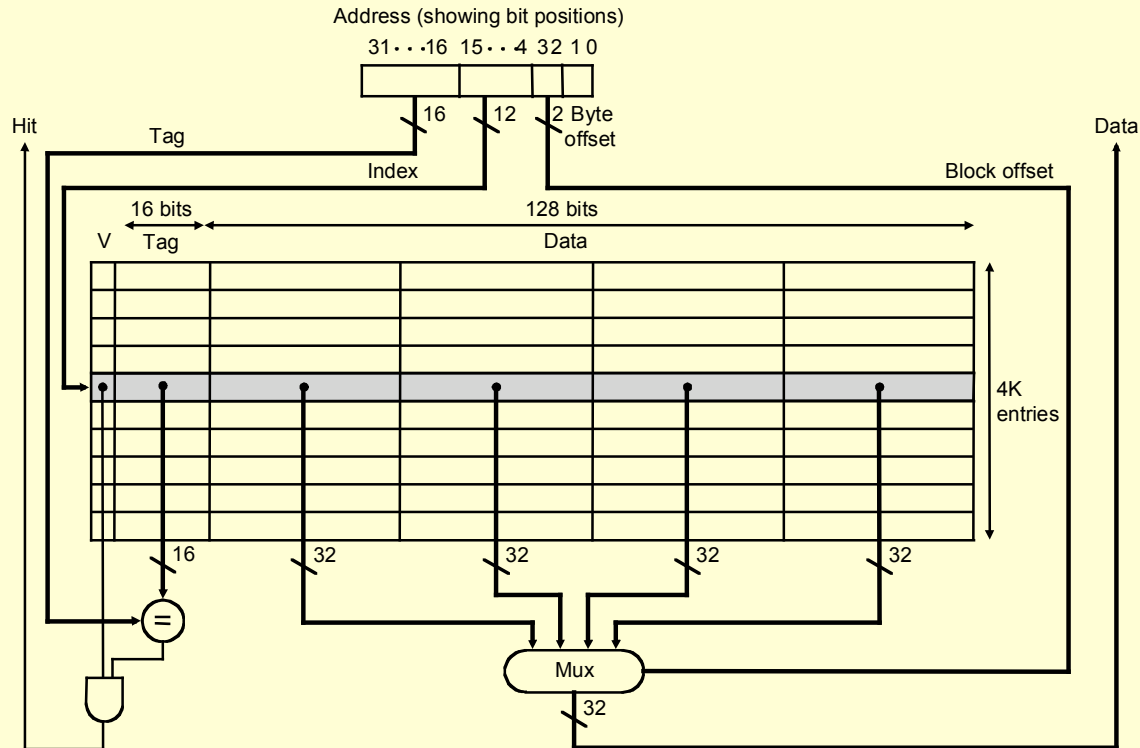 Address (showing bit positions)
31 · · · 16 15 · · · 4 3 2 1 0
16 12 2 Byte
offset
Hit
Tag
Data
Index
Block offset
16 bits
128 bits
V
Tag
Data
4K
entries
16 32 32 32 32
=
Mux
32